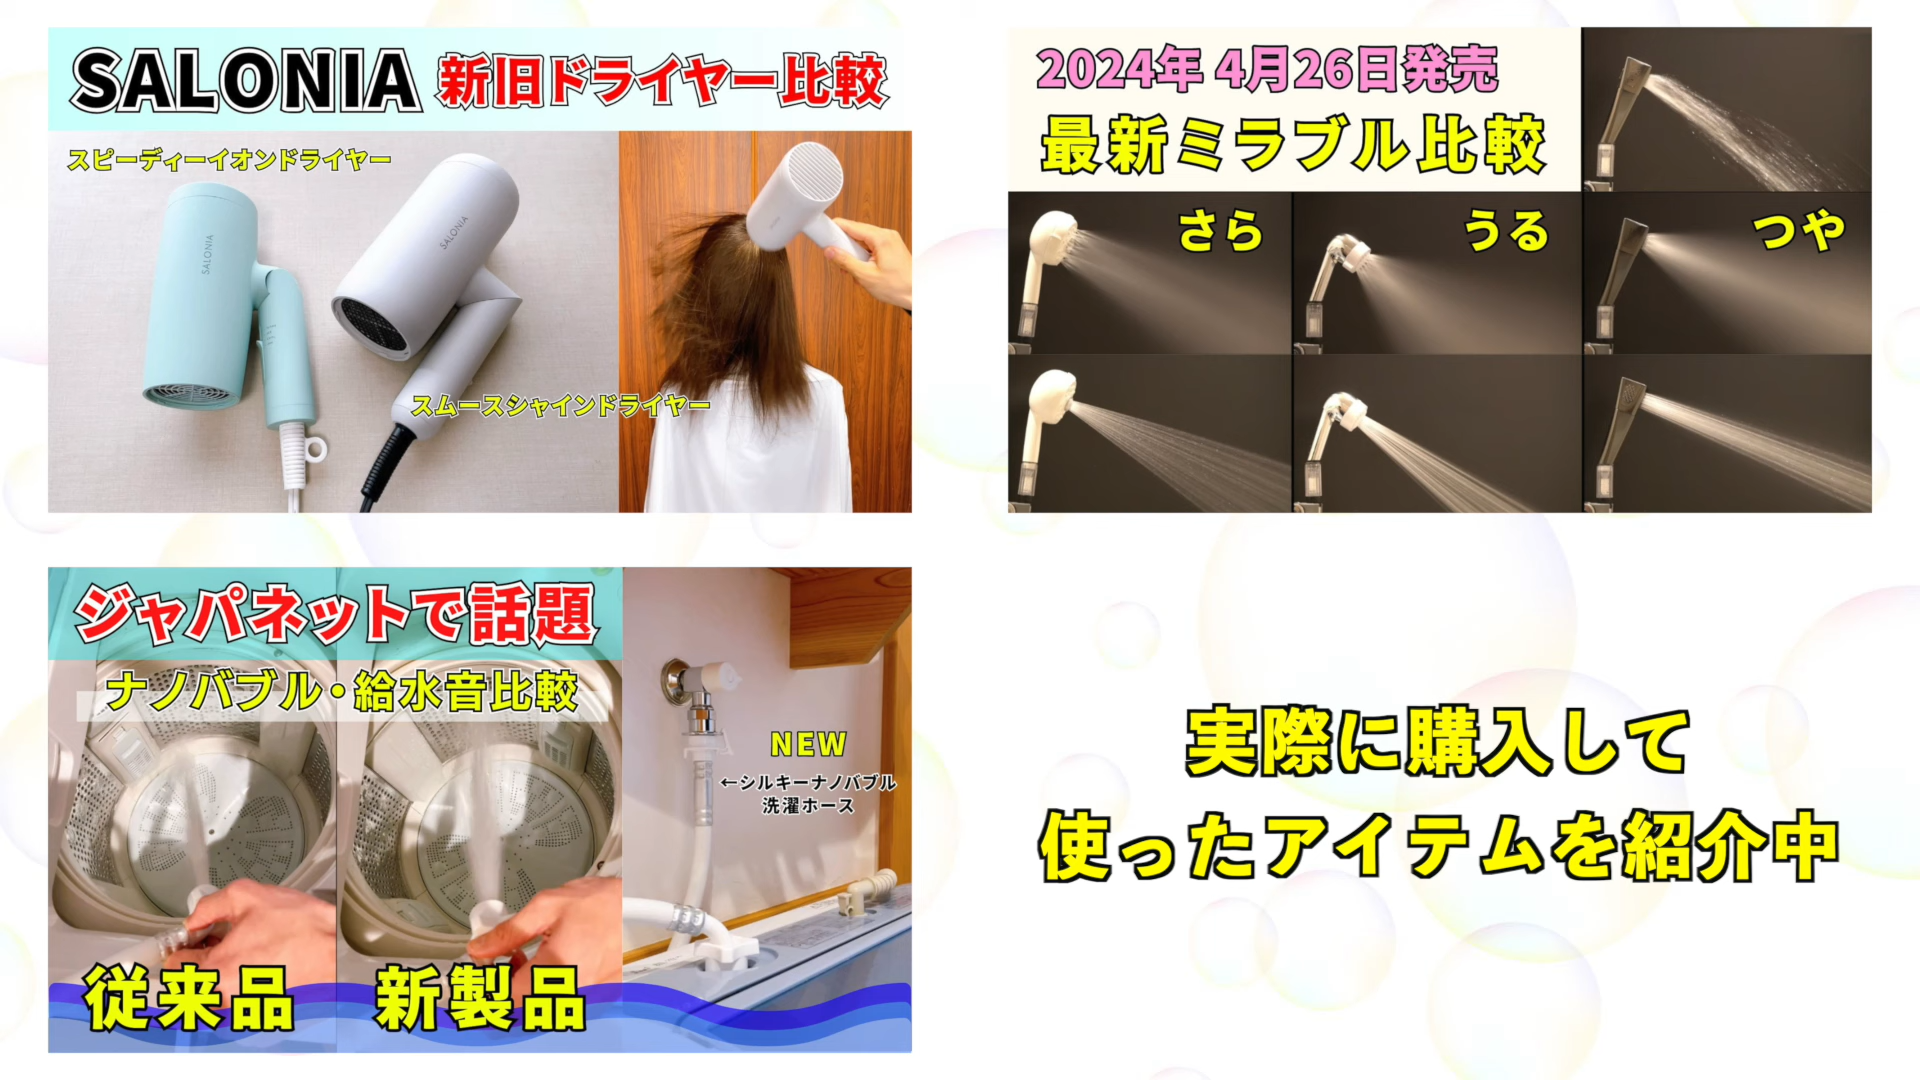 SALONIA 新旧ドライヤー比較
スピーディーイオンドライヤー
SALONIA
SALONIA
スムースシャインドライヤー
2024年 4月26日発売
最新ミラブル比較
さら
うる
つや
ジャパネットで話題
ナノバブル・給水音比較
NEW
←シルキーナノバブル
洗濯ホース
従来品
新製品
実際に購入して
使ったアイテムを紹介中